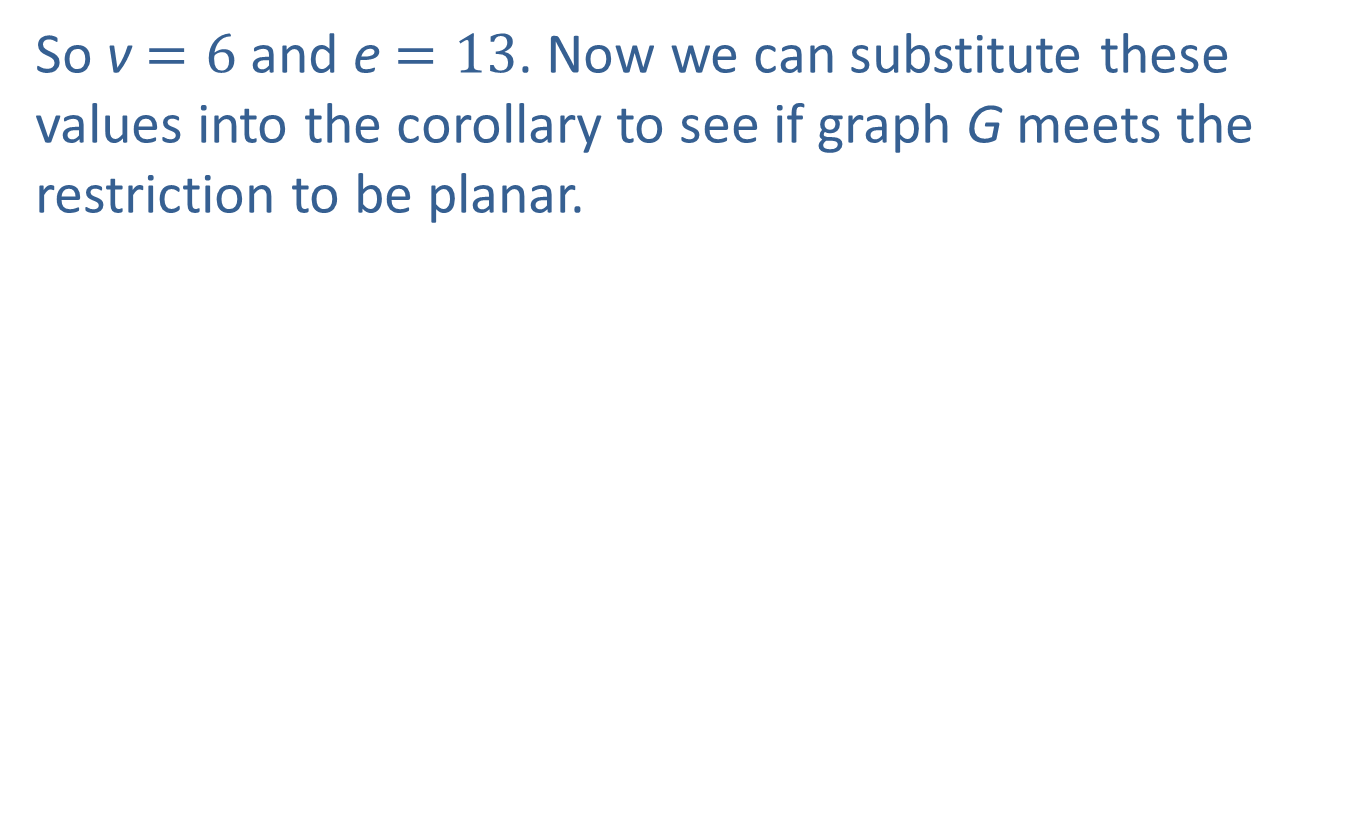 So v = 6 and e = 13. Now we can substitute these
values into the corollary to see if graph G meets the
restriction to be planar.